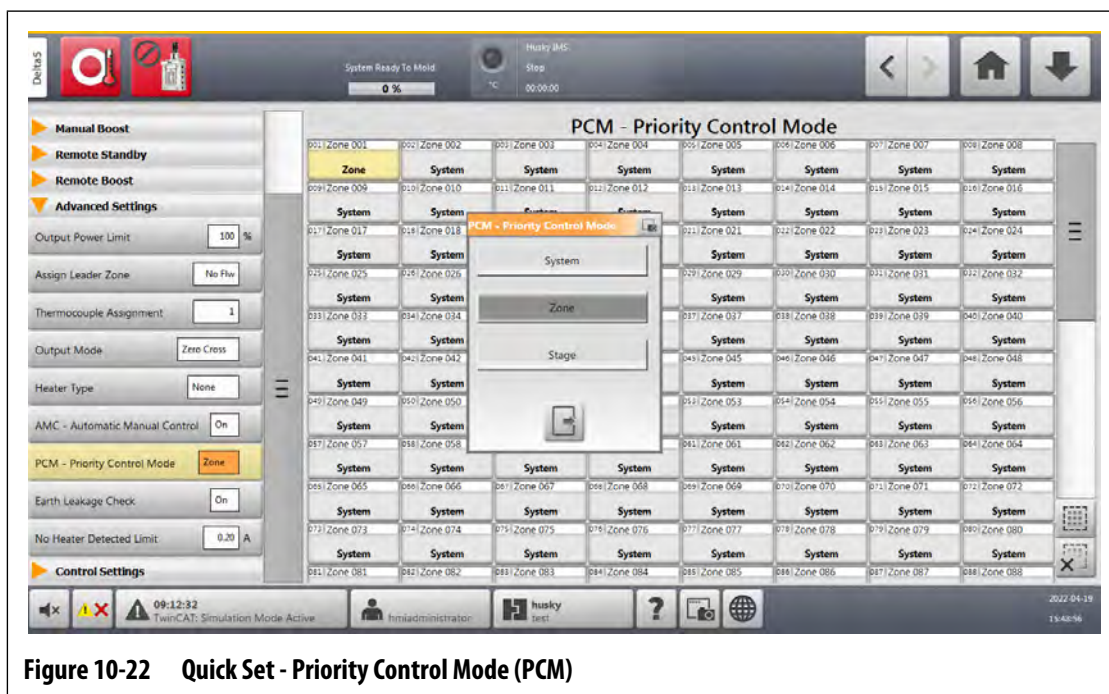 Delta5
System Ready To Mold
0 %
Husky IMS
Stop
°C 00:00:00
Manual Boost
Remote Standby
Remote Boost
Advanced Settings
Output Power Limit 100 %
Assign Leader Zone No Flw
Thermocouple Assignment 1
Output Mode Zero Cross
Heater Type None
AMC - Automatic Manual Control On
PCM - Priority Control Mode Zone
Earth Leakage Check On
No Heater Detected Limit 0.20 A
Control Settings
PCM - Priority Control Mode
001 Zone 001 002 Zone 002 003 Zone 003 004 Zone 004 005 Zone 005 006 Zone 006 007 Zone 007 008 Zone 008
Zone System System System System System System System
009 Zone 009 010 Zone 010 011 Zone 011 012 Zone 012 013 Zone 013 014 Zone 014 015 Zone 015 016 Zone 016
System System System System System System
017 Zone 017 018 Zone 018 021 Zone 021 022 Zone 022 023 Zone 023 024 Zone 024
System System System System System System
025 Zone 025 026 Zone 026 029 Zone 029 030 Zone 030 031 Zone 031 032 Zone 032
System System System System System System
033 Zone 033 034 Zone 034 037 Zone 037 038 Zone 038 039 Zone 039 040 Zone 040
System System System System System System
041 Zone 041 042 Zone 042 045 Zone 045 046 Zone 046 047 Zone 047 048 Zone 048
System System System System System System
049 Zone 049 050 Zone 050 053 Zone 053 054 Zone 054 055 Zone 055 056 Zone 056
System System System System System System
057 Zone 057 058 Zone 058 061 Zone 061 062 Zone 062 063 Zone 063 064 Zone 064
System System System System System System System System
065 Zone 065 066 Zone 066 067 Zone 067 068 Zone 068 069 Zone 069 070 Zone 070 071 Zone 071 072 Zone 072
System System System System System System System System
073 Zone 073 074 Zone 074 075 Zone 075 076 Zone 076 077 Zone 077 078 Zone 078 079 Zone 079 080 Zone 080
System System System System System System System System
081 Zone 081 082 Zone 082 083 Zone 083 084 Zone 084 085 Zone 085 086 Zone 086 087 Zone 087 088 Zone 088
PCM - Priority Control Mode
System
Zone
Stage
09:12:32
TwinCAT: Simulation Mode Active
hmiadministrator
husky
test
?
2022-04-19
15:48:56
Figure 10-22 Quick Set - Priority Control Mode (PCM)